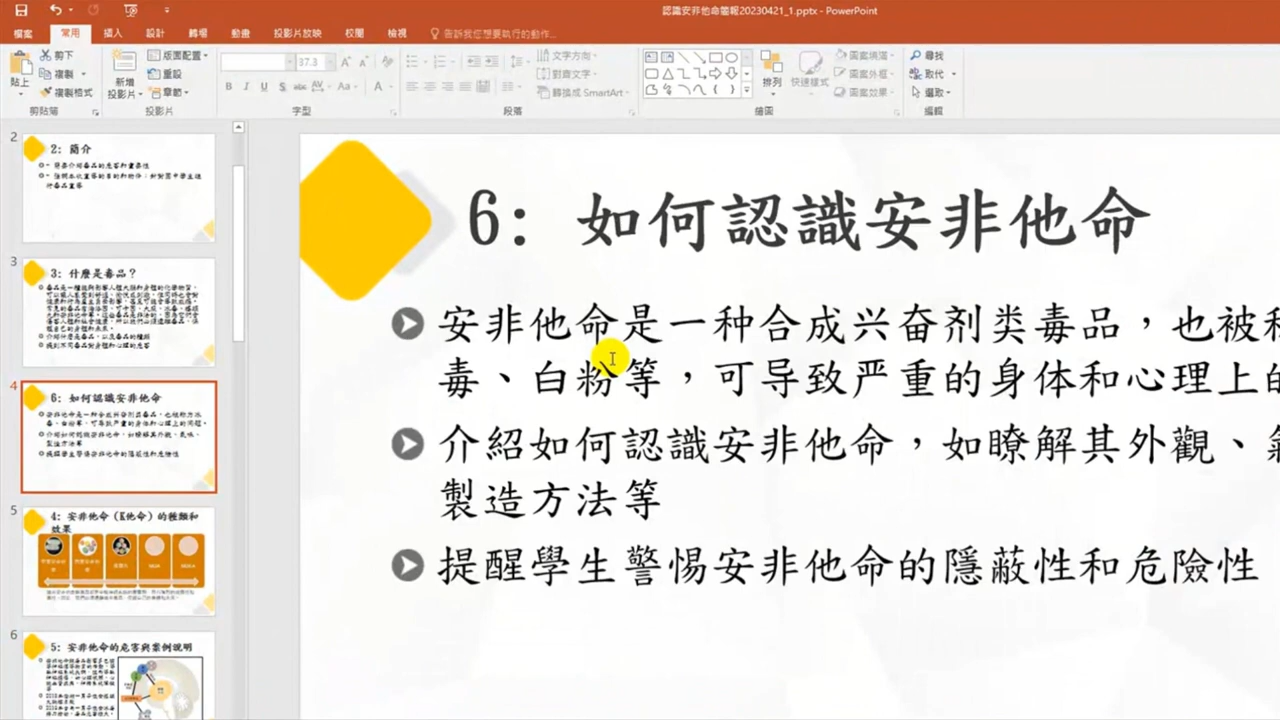 認識安非他命簡報20230421_1.pptx - PowerPoint
檔案 常用 插入 設計 轉場 動畫 投影片放映 校閱 檢視 告訴我您想要執行的動作...
剪下 版面配置 37.3 文字方向 圖案填滿 尋找
貼上 複製 新增 重設 對齊文字 排列 快速樣式 圖案外框 取代
複製格式 投影片 章節 B I U S abc AV Aa A 轉換成 SmartArt 圖案效果 選取
剪貼簿 投影片 字型 段落 繪圖 編輯
2
2: 簡介
3
3: 什麼是毒品?
4
6: 如何認識安非他命
5
4: 安非他命(K他命)的種類和
效果
6
5: 安非他命的危害與案例說明
6: 如何認識安非他命
安非他命是一种合成兴奋剂类毒品,也被
毒、白粉等,可导致严重的身体和心理上的
介紹如何認識安非他命,如瞭解其外觀、
製造方法等
提醒學生警惕安非他命的隱蔽性和危險性